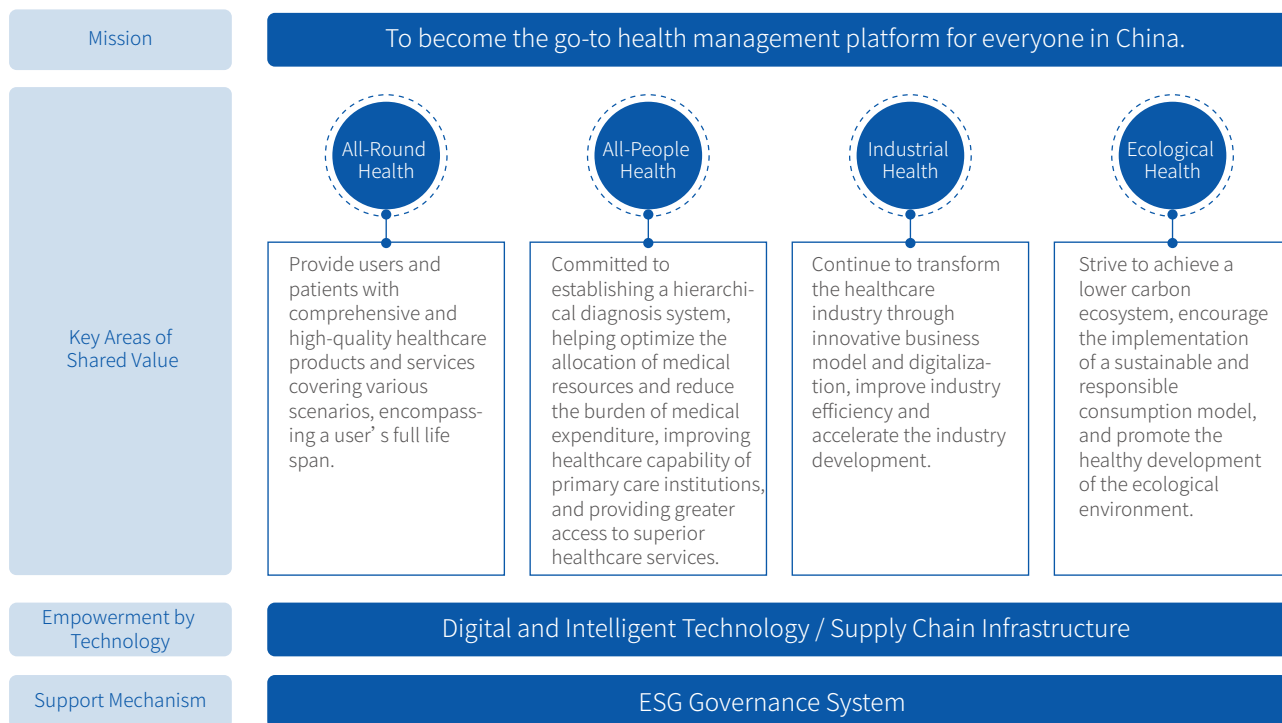 Mission
To become the go-to health management platform for everyone in China.
Key Areas of
Shared Value
All-Round
Health
Provide users and
patients with
comprehensive and
high-quality healthcare
products and services
covering various
scenarios, encompass-
ing a user’s full life
span.
All-People
Health
Committed to
establishing a hierarchi-
cal diagnosis system,
helping optimize the
allocation of medical
resources and reduce
the burden of medical
expenditure, improving
healthcare capability of
primary care institutions,
and providing greater
access to superior
healthcare services.
Industrial
Health
Continue to transform
the healthcare
industry through
innovative business
model and digitaliza-
tion, improve industry
efficiency and
accelerate the industry
development.
Ecological
Health
Strive to achieve a
lower carbon
ecosystem, encourage
the implementation
of a sustainable and
responsible
consumption model,
and promote the
healthy development
of the ecological
environment.
Empowerment by
Technology
Digital and Intelligent Technology / Supply Chain Infrastructure
Support Mechanism
ESG Governance System